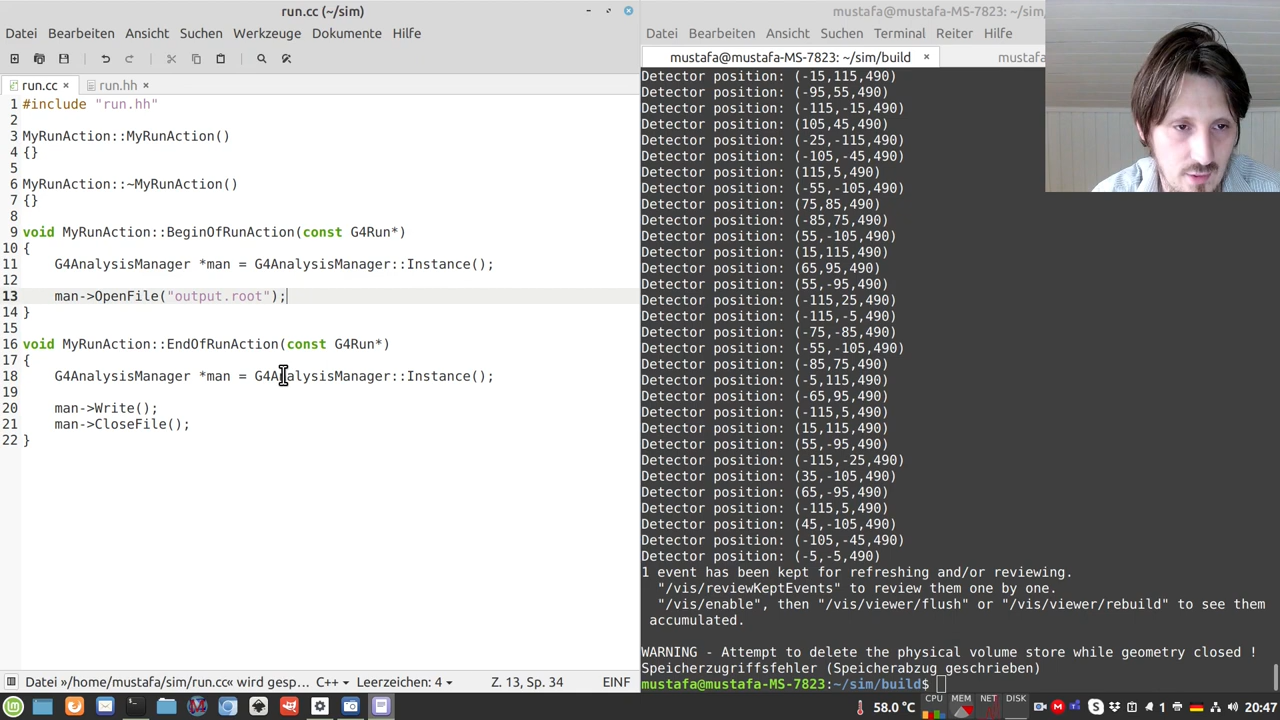 run.cc (~/sim)
Datei Bearbeiten Ansicht Suchen Werkzeuge Dokumente Hilfe
run.cc × run.hh ×
1 #include "run.hh"
2
3 MyRunAction::MyRunAction()
4 {}
5
6 MyRunAction::~MyRunAction()
7 {}
8
9 void MyRunAction::BeginOfRunAction(const G4Run*)
10 {
11 G4AnalysisManager *man = G4AnalysisManager::Instance();
12
13 man->OpenFile("output.root");
14 }
15
16 void MyRunAction::EndOfRunAction(const G4Run*)
17 {
18 G4AnalysisManager *man = G4AnalysisManager::Instance();
19
20 man->Write();
21 man->CloseFile();
22 }
Datei »/home/mustafa/sim/run.cc« wird gesp... C++ Leerzeichen: 4 Z. 13, Sp. 34 EINF
mustafa@mustafa-MS-7823: ~/sim/
Datei Bearbeiten Ansicht Suchen Terminal Reiter Hilfe
mustafa@mustafa-MS-7823: ~/sim/build × mustafa
Detector position: (-15,115,490)
Detector position: (-95,55,490)
Detector position: (-115,-15,490)
Detector position: (105,45,490)
Detector position: (-25,-115,490)
Detector position: (-105,-45,490)
Detector position: (115,5,490)
Detector position: (-55,-105,490)
Detector position: (75,85,490)
Detector position: (-85,75,490)
Detector position: (55,-105,490)
Detector position: (15,115,490)
Detector position: (65,95,490)
Detector position: (55,-95,490)
Detector position: (-115,25,490)
Detector position: (-115,-5,490)
Detector position: (-75,-85,490)
Detector position: (-55,-105,490)
Detector position: (-85,75,490)
Detector position: (-5,115,490)
Detector position: (-65,95,490)
Detector position: (-115,5,490)
Detector position: (15,115,490)
Detector position: (55,-95,490)
Detector position: (-115,-25,490)
Detector position: (35,-105,490)
Detector position: (65,-95,490)
Detector position: (-115,5,490)
Detector position: (45,-105,490)
Detector position: (-105,-45,490)
Detector position: (-5,-5,490)
1 event has been kept for refreshing and/or reviewing.
"/vis/reviewKeptEvents" to review them one by one.
"/vis/enable", then "/vis/viewer/flush" or "/vis/viewer/rebuild" to see them
accumulated.
WARNING - Attempt to delete the physical volume store while geometry closed !
Speicherzugriffsfehler (Speicherabzug geschrieben)
mustafa@mustafa-MS-7823:~/sim/build$
58.0°C CPU MEM NET DISK 1 20:47